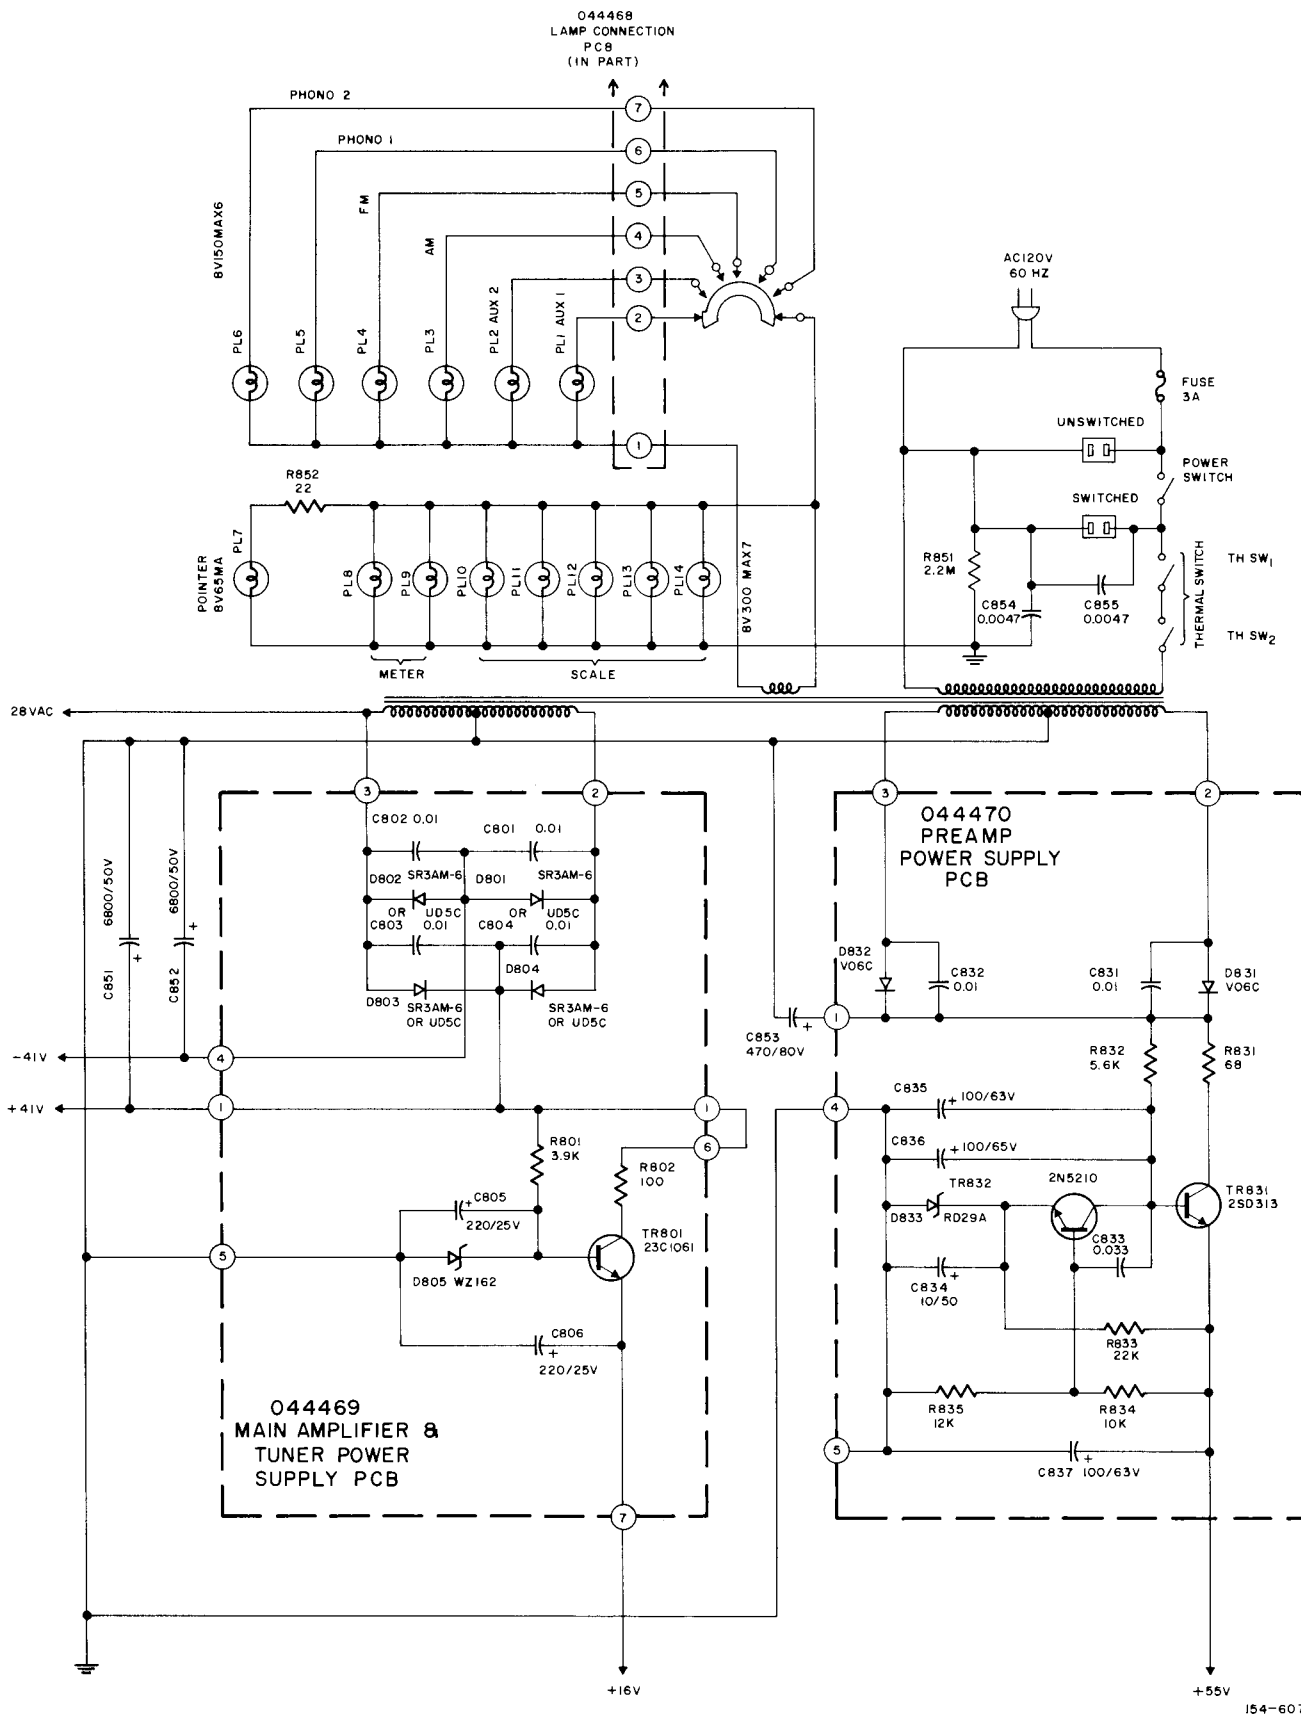 044468
LAMP CONNECTION
PCB
(IN PART)
PHONO 2
7
PHONO 1
6
5
FM
4
AM
3
2
8V150MAX6
PL6
PL5
PL4
PL3
PL2 AUX 2
PL1 AUX 1
1
AC120V
60 HZ
FUSE
3A
UNSWITCHED
POWER
SWITCH
SWITCHED
R851
2.2M
C854
0.0047
C855
0.0047
THERMAL SWITCH
TH SW1
TH SW2
R852
22
POINTER
8V65MA
PL7
PL8
PL9
PL10
PL11
PL12
PL13
PL14
8V300 MAX7
METER
SCALE
28VAC
3
2
C802 0.01
C801 0.01
D802
SR3AM-6
D801
SR3AM-6
OR UD5C
OR UD5C
C803 0.01
C804 0.01
D804
D803
SR3AM-6
OR UD5C
SR3AM-6
OR UD5C
6800/50V
6800/50V
+
+
C851
C852
-41V
4
+41V
1
1
6
R801
3.9K
R802
100
C805
+
220/25V
TR801
23C1061
5
D805 WZ162
C806
+
220/25V
044469
MAIN AMPLIFIER &
TUNER POWER
SUPPLY PCB
7
+16V
3
2
044470
PREAMP
POWER SUPPLY
PCB
D832
V06C
C832
0.01
C831
0.01
D831
V06C
C853
+
470/80V
1
R832
5.6K
R831
68
C835
+ 100/63V
4
C836
+ 100/65V
TR832
2N5210
TR831
2SD313
D833
RD29A
C833
0.033
C834
+
10/50
R833
22K
R835
12K
R834
10K
5
C837
+
100/63V
+55V
154-607